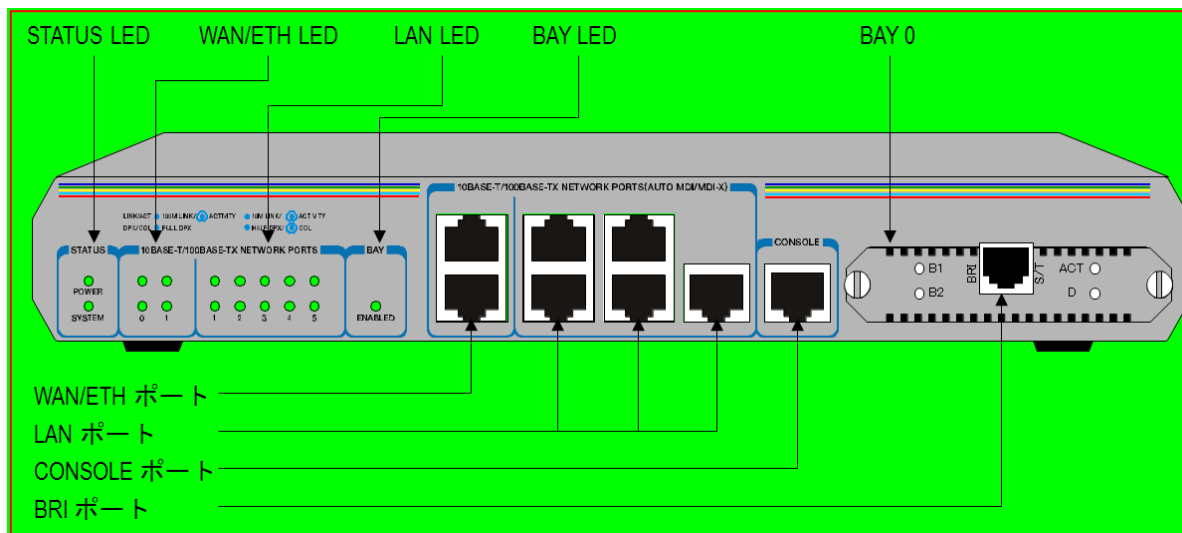 STATUS LED WAN/ETH LED LAN LED BAY LED BAY 0
10BASE-T/100BASE-TX NETWORK PORTS(AUTO MDI/MDI-X)
LINK/ACT 100M LINK/ ACTIVITY 10M LINK/ ACTIVITY
DPX/COL FULL DPX HALF DPX/ COL
STATUS 10BASE-T/100BASE-TX NETWORK PORTS BAY
CONSOLE
POWER
SYSTEM 0 1 1 2 3 4 5 ENABLED
B1 BRI S/T ACT
B2 D
WAN/ETH ポート
LAN ポート
CONSOLE ポート
BRI ポート